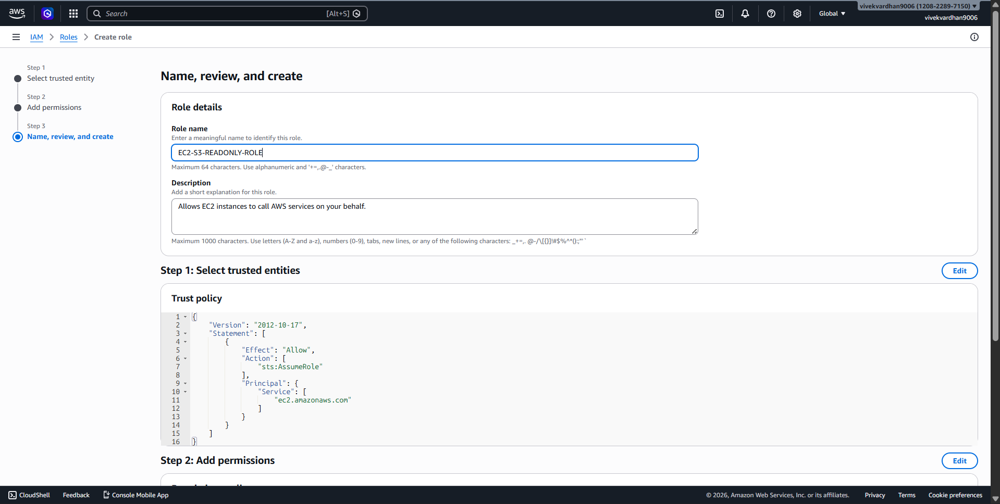 aws
Search [Alt+S]
Global
vivekvardhan9006 (1208-2289-7150)
vivekvardhan9006
IAM Roles Create role
Step 1
Select trusted entity
Step 2
Add permissions
Step 3
Name, review, and create
Name, review, and create
Role details
Role name
Enter a meaningful name to identify this role.
EC2-S3-READONLY-ROLE
Maximum 64 characters. Use alphanumeric and '+=,.@-_' characters.
Description
Add a short explanation for this role.
Allows EC2 instances to call AWS services on your behalf.
Maximum 1000 characters. Use letters (A-Z and a-z), numbers (0-9), tabs, new lines, or any of the following characters: _+=,. @-/\[{}]!#$%^*();:"'`
Step 1: Select trusted entities
Edit
Trust policy
1 {
2 "Version": "2012-10-17",
3 "Statement": [
4 {
5 "Effect": "Allow",
6 "Action": [
7 "sts:AssumeRole"
8 ],
9 "Principal": {
10 "Service": [
11 "ec2.amazonaws.com"
12 ]
13 }
14 }
15 ]
16 }
Step 2: Add permissions
Edit
CloudShell Feedback Console Mobile App
© 2026, Amazon Web Services, Inc. or its affiliates. Privacy Terms Cookie preferences